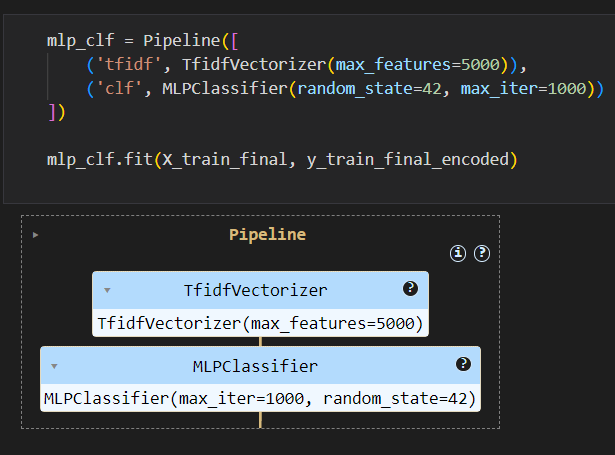 mlp_clf = Pipeline([
    ('tfidf', TfidfVectorizer(max_features=5000)),
    ('clf', MLPClassifier(random_state=42, max_iter=1000))
])
mlp_clf.fit(X_train_final, y_train_final_encoded)
Pipeline
i ?
TfidfVectorizer ?
TfidfVectorizer(max_features=5000)
MLPClassifier ?
MLPClassifier(max_iter=1000, random_state=42)